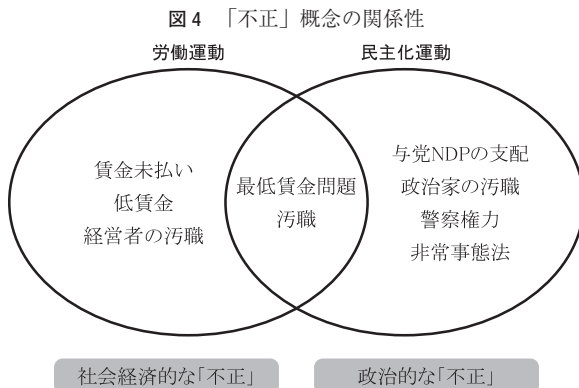 図4 「不正」概念の関係性
労働運動
民主化運動
賃金未払い
低賃金
経営者の汚職
最低賃金問題
汚職
与党NDPの支配
政治家の汚職
警察権力
非常事態法
社会経済的な「不正」
政治的な「不正」